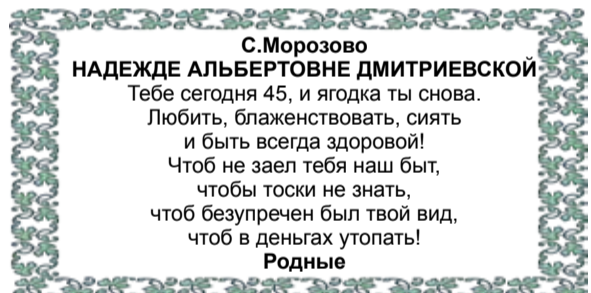 С.Морозово
НАДЕЖДЕ АЛЬБЕРТОВНЕ ДМИТРИЕВСКОЙ
Тебе сегодня 45, и ягодка ты снова.
Любить, блаженствовать, сиять
и быть всегда здоровой!
Чтоб не заел тебя наш быт,
чтобы тоски не знать,
чтоб безупречен был твой вид,
чтоб в деньгах утопать!
Родные